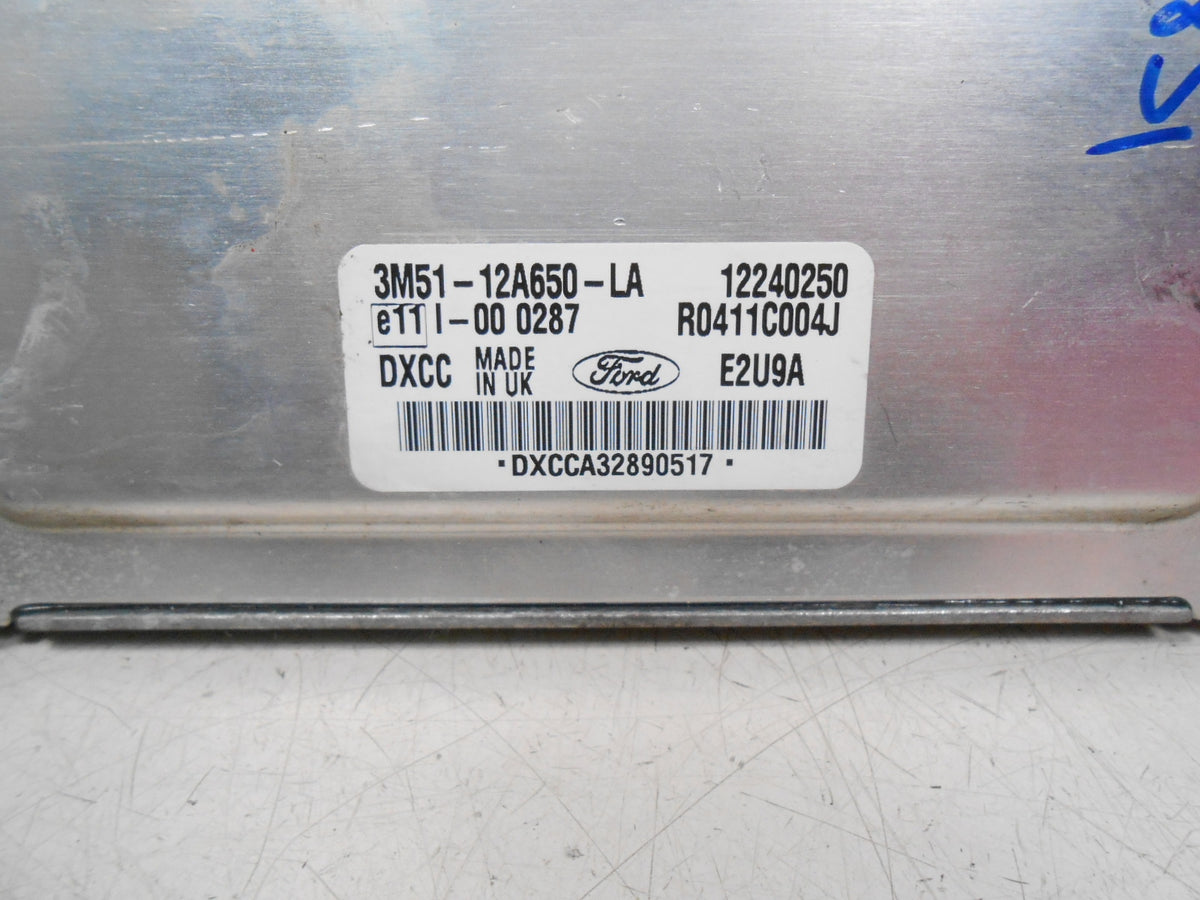 3M51-12A650-LA 12240250
e11 I-00 0287 R0411C004J
DXCC MADE IN UK Ford E2U9A
·DXCCA32890517·